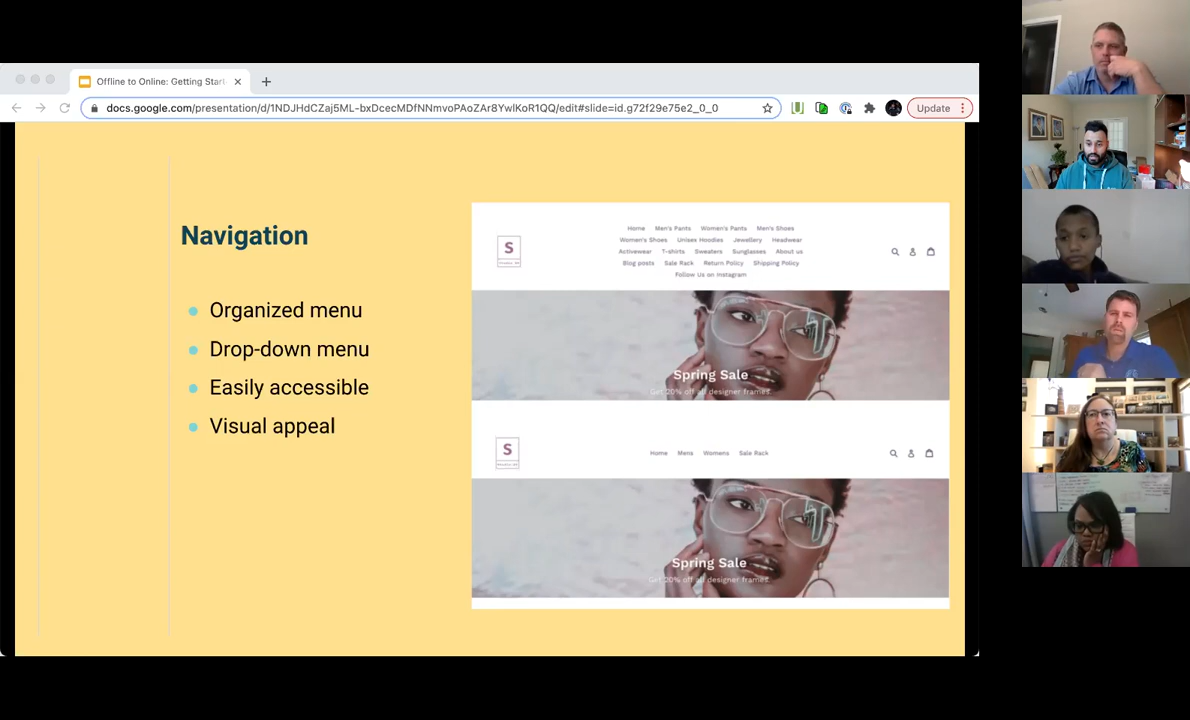 Offline to Online: Getting Star
docs.google.com/presentation/d/1NDJHdCZaj5ML-bxDcecMDfNNmvoPAoZAr8YwlKoR1QQ/edit#slide=id.g72f29e75e2_0_0
Update
Navigation
Organized menu
Drop-down menu
Easily accessible
Visual appeal
S
Home Men's Pants Women's Pants Men's Shoes
Women's Shoes Unisex Hoodies Jewellery Headwear
Activewear T-shirts Sweaters Sunglasses About us
Blog posts Sale Rack Return Policy Shipping Policy
Follow Us on Instagram
Spring Sale
Get 20% off all designer frames
S
Home Mens Womens Sale Rack
Spring Sale
Get 20% off all designer frames